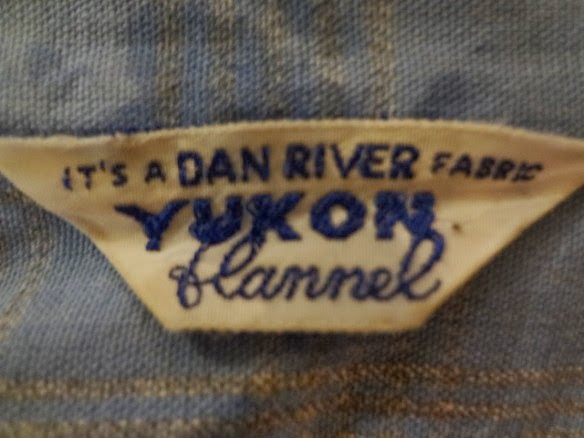 IT'S A DAN RIVER FABRIC
YUKON
flannel